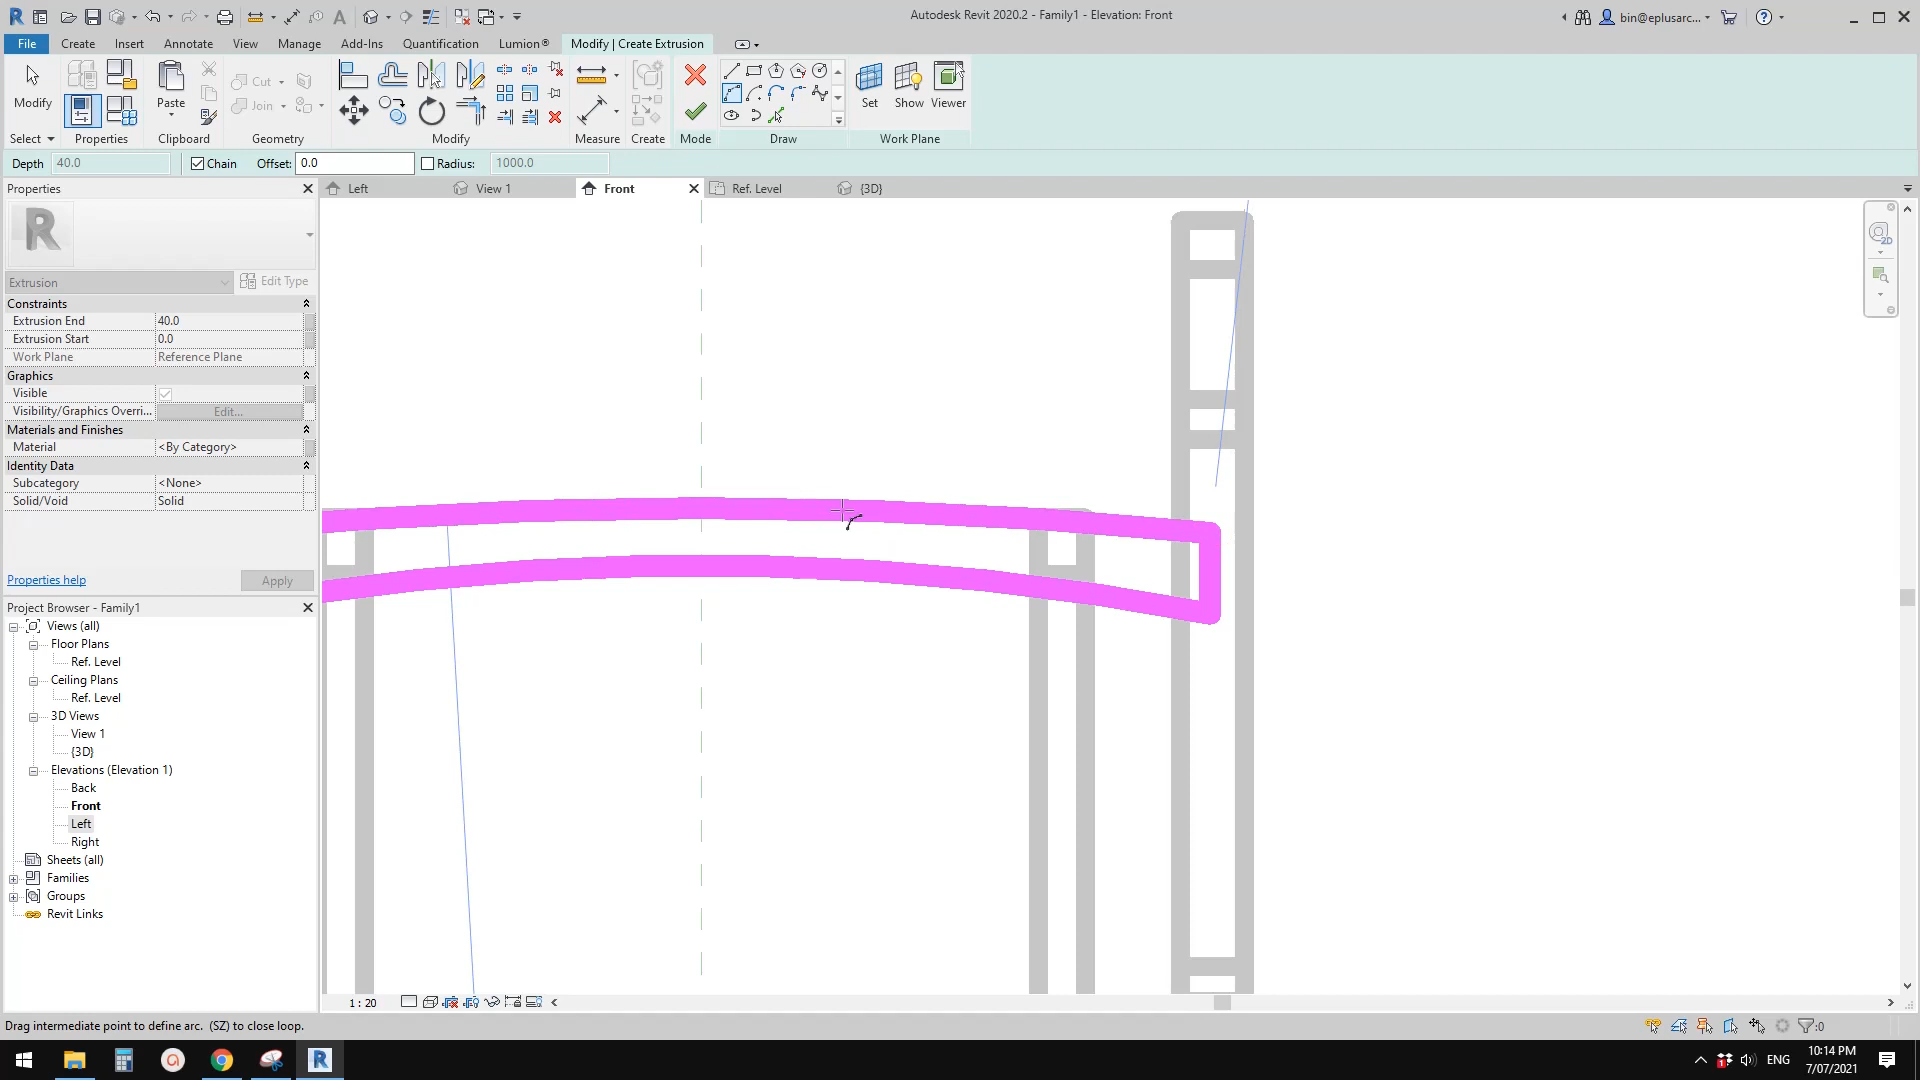 Autodesk Revit 2020.2 - Family1 - Elevation: Front
bin@eplusarc...
File Create Insert Annotate View Manage Add-Ins Quantification Lumion® Modify | Create Extrusion
Modify Paste Cut Join Set Show Viewer
Select Properties Clipboard Geometry Modify Measure Create Mode Draw Work Plane
Depth 40.0 Chain Offset: 0.0 Radius: 1000.0
Properties
Left View 1 Front Ref. Level {3D}
R
2D
Extrusion Edit Type
Constraints
Extrusion End 40.0
Extrusion Start 0.0
Work Plane Reference Plane
Graphics
Visible
Visibility/Graphics Overri... Edit...
Materials and Finishes
Material <By Category>
Identity Data
Subcategory <None>
Solid/Void Solid
Properties help Apply
Project Browser - Family1
Views (all)
Floor Plans
Ref. Level
Ceiling Plans
Ref. Level
3D Views
View 1
{3D}
Elevations (Elevation 1)
Back
Front
Left
Right
Sheets (all)
Families
Groups
Revit Links
1 : 20
Drag intermediate point to define arc. (SZ) to close loop.
:0
ENG
10:14 PM
7/07/2021